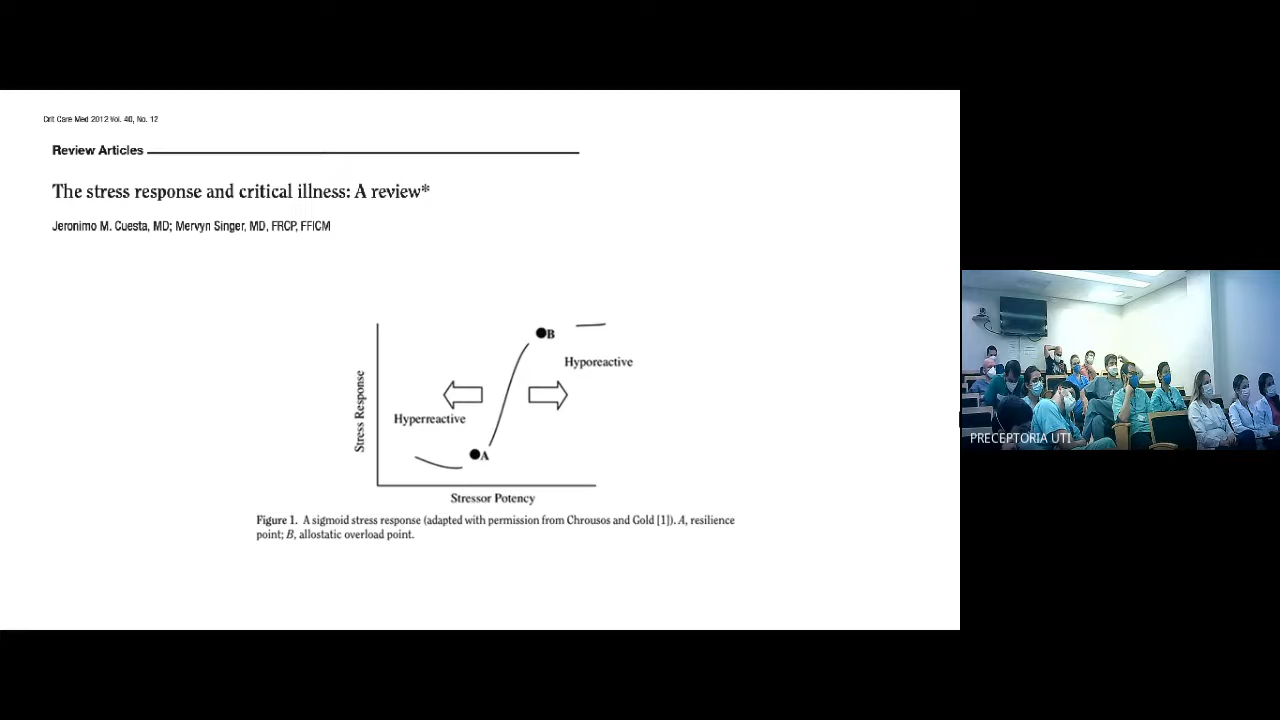 Crit Care Med 2012 Vol. 40, No. 12
Review Articles
The stress response and critical illness: A review*
Jeronimo M. Cuesta, MD; Mervyn Singer, MD, FRCP, FFICM
Stress Response
B
Hyporeactive
Hyperreactive
A
Stressor Potency
Figure 1. A sigmoid stress response (adapted with permission from Chrousos and Gold [1]). A, resilience
point; B, allostatic overload point.
PRECEPTORIA UTI